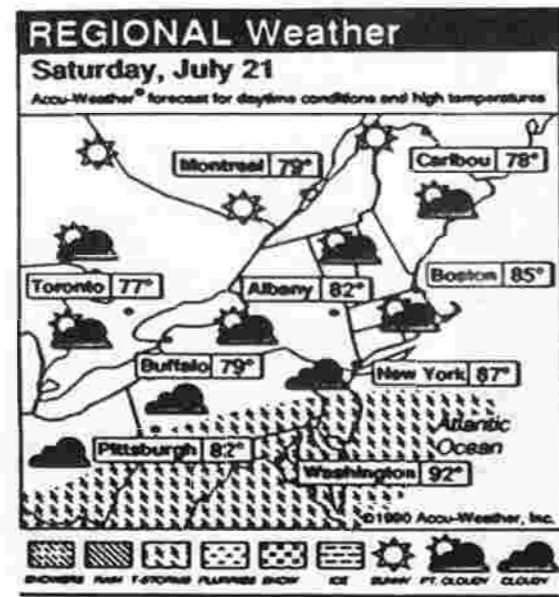 REGIONAL Weather
Saturday, July 21
Accu-Weather® forecast for daytime conditions and high temperatures
Montreal 79°
Caribou 78°
Toronto 77°
Albany 82°
Boston 85°
Buffalo 79°
New York 87°
Atlantic
Ocean
Pittsburgh 82°
Washington 92°
©1990 Accu-Weather, Inc.
SHOWERS RAIN T-STORMS FLURRIES SNOW ICE SUNNY PT. CLOUDY CLOUDY